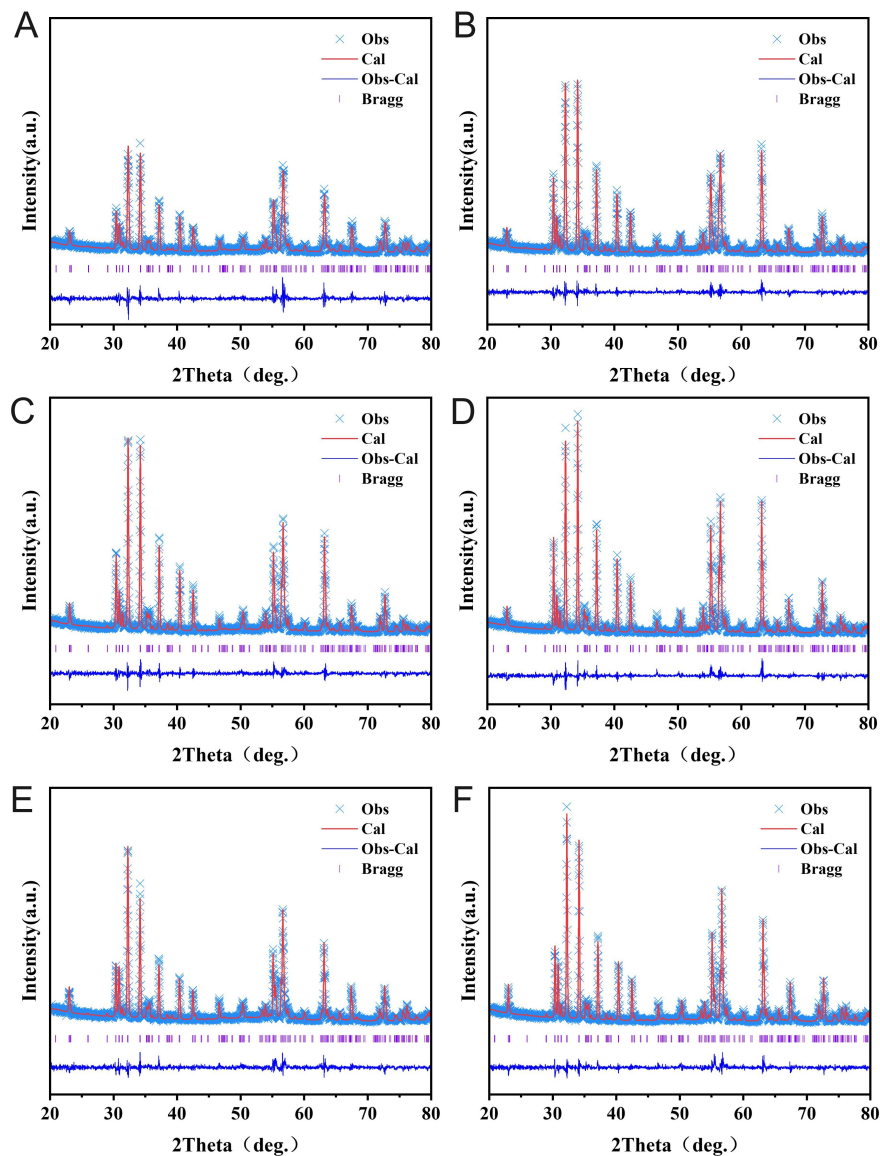 A
Obs
Cal
Obs-Cal
Bragg
Intensity(a.u.)
20 30 40 50 60 70 80
2Theta（deg.）
B
Obs
Cal
Obs-Cal
Bragg
Intensity(a.u.)
20 30 40 50 60 70 80
2Theta（deg.）
C
Obs
Cal
Obs-Cal
Bragg
Intensity(a.u.)
20 30 40 50 60 70 80
2Theta（deg.）
D
Obs
Cal
Obs-Cal
Bragg
Intensity(a.u.)
20 30 40 50 60 70 80
2Theta（deg.）
E
Obs
Cal
Obs-Cal
Bragg
Intensity(a.u.)
20 30 40 50 60 70 80
2Theta（deg.）
F
Obs
Cal
Obs-Cal
Bragg
Intensity(a.u.)
20 30 40 50 60 70 80
2Theta（deg.）